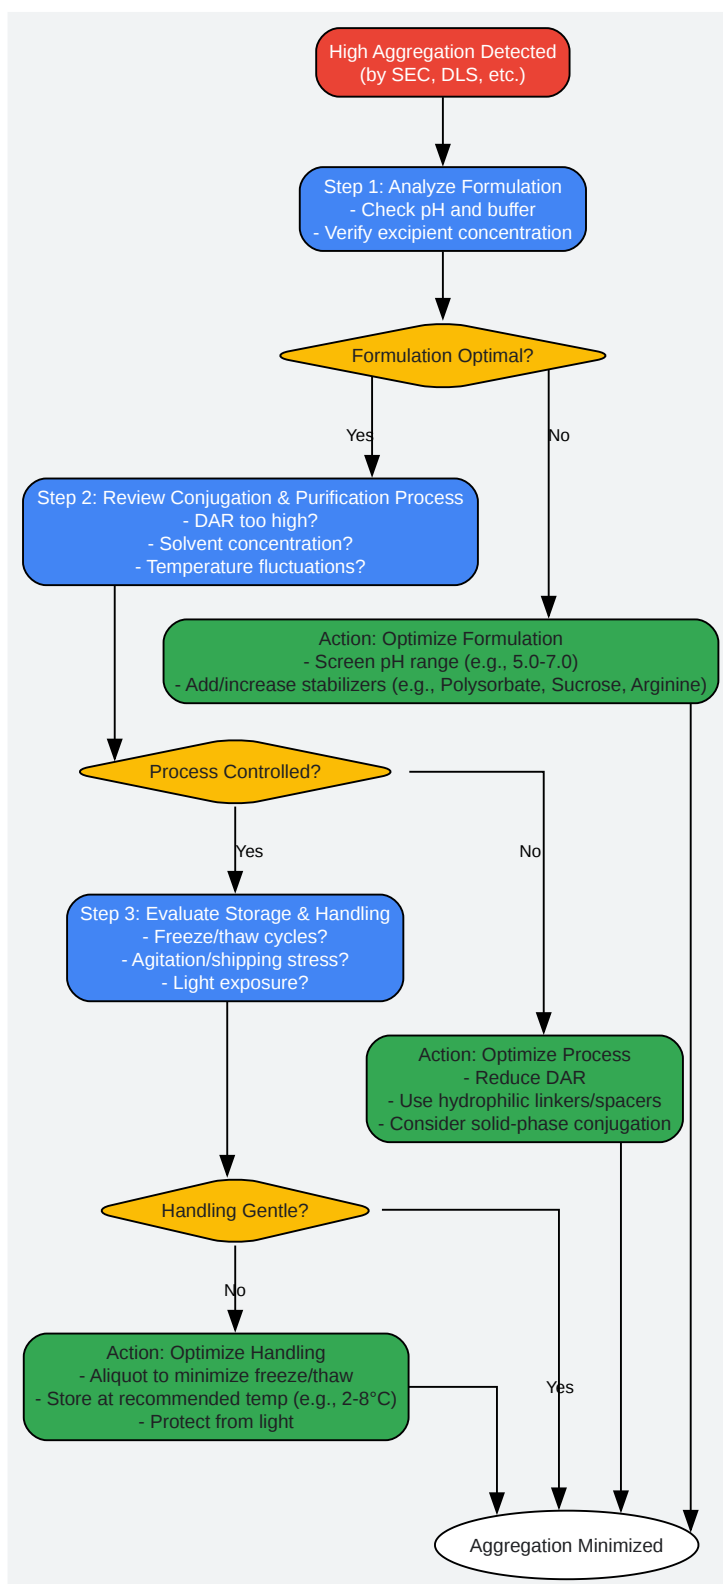 High Aggregation Detected
(by SEC, DLS, etc.)
Step 1: Analyze Formulation
- Check pH and buffer
- Verify excipient concentration
Formulation Optimal?
Yes
No
Step 2: Review Conjugation & Purification Process
- DAR too high?
- Solvent concentration?
- Temperature fluctuations?
Action: Optimize Formulation
- Screen pH range (e.g., 5.0-7.0)
- Add/increase stabilizers (e.g., Polysorbate, Sucrose, Arginine)
Process Controlled?
Yes
No
Step 3: Evaluate Storage & Handling
- Freeze/thaw cycles?
- Agitation/shipping stress?
- Light exposure?
Action: Optimize Process
- Reduce DAR
- Use hydrophilic linkers/spacers
- Consider solid-phase conjugation
Handling Gentle?
No
Action: Optimize Handling
- Aliquot to minimize freeze/thaw
- Store at recommended temp (e.g., 2-8°C)
- Protect from light
Yes
Aggregation Minimized